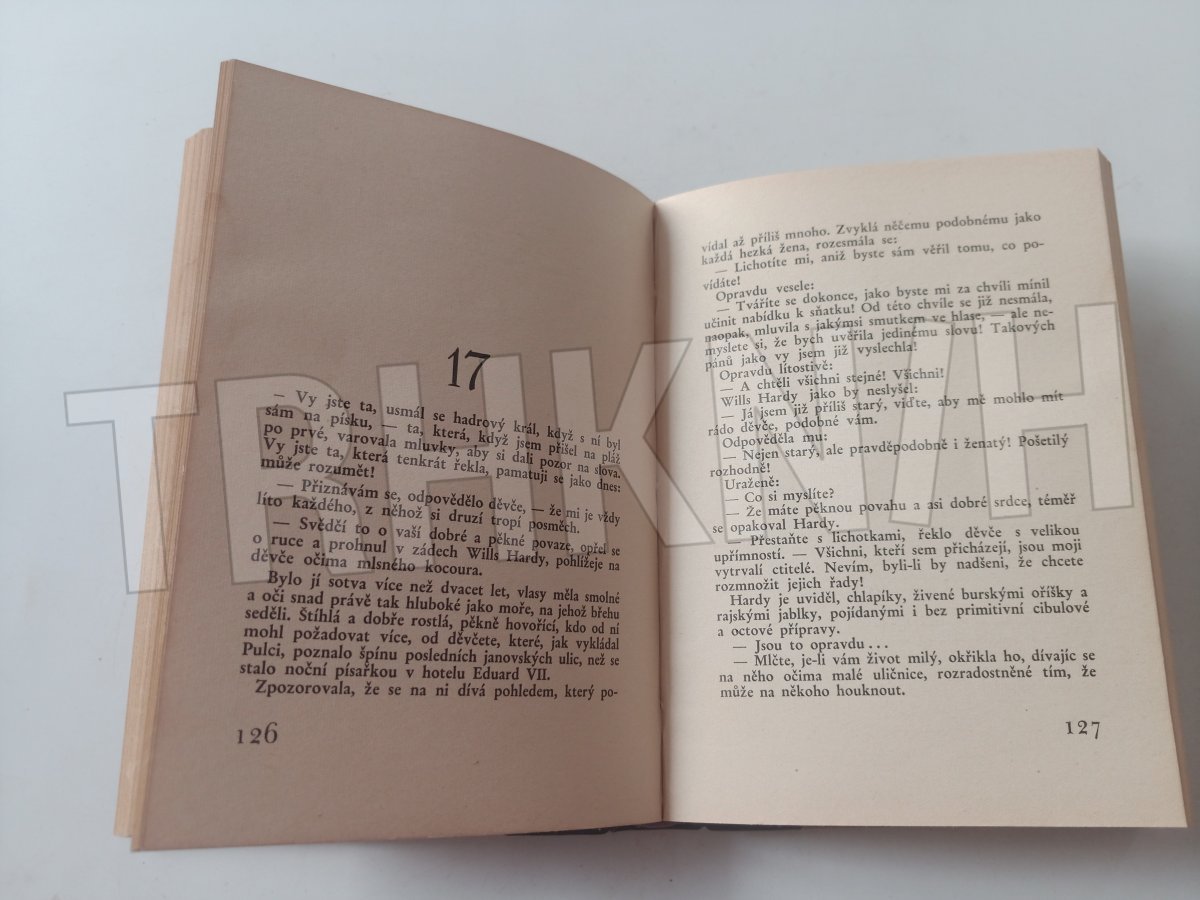 17
— Vy jste ta, usmál se hadrový král, když s ní byl
sám na písku, — ta, která, když jsem přišel na pláž
po prvé, varovala mluvky, aby si dali pozor na slova.
Vy jste ta, která tenkrát řekla, pamatuji se jako dnes:
může rozumět!
— Přiznávám se, odpovědělo děvče, — že mi je vždy
líto každého, z něhož si druzí tropí posměch.
— Svědčí to o vaší dobré a pěkné povaze, opřel se
o ruce a prohnul v zádech Wills Hardy, pohlížeje na
děvče očima mlsného kocoura.
Bylo jí sotva více než dvacet let, vlasy měla smolné
a oči snad právě tak hluboké jako moře, na jehož břehu
seděli. Štíhlá a dobře rostlá, pěkně hovořící, kdo od ní
mohl požadovat více, od děvčete, které, jak vykládal
Pulci, poznalo špínu posledních janovských ulic, než se
stalo noční písařkou v hotelu Eduard VII.
Zpozorovala, že se na ni dívá pohledem, který po-
126
vídal až příliš mnoho. Zvyklá něčemu podobnému jako
každá hezká žena, rozesmála se:
— Lichotíte mi, aniž byste sám věřil tomu, co po-
vídáte!
Opravdu vesele:
— Tváříte se dokonce, jako byste mi za chvíli mínil
učinit nabídku k sňatku! Od této chvíle se již nesmála,
naopak, mluvila s jakýmsi smutkem ve hlase, — ale ne-
myslete si, že bych uvěřila jedinému slovu! Takových
pánů jako vy jsem již vyslechla!
Opravdu lítostivě:
— A chtěli všichni stejné! Všichni!
Wills Hardy jako by neslyšel:
— Já jsem již příliš starý, viďte, aby mě mohlo mít
rádo děvče, podobné vám.
Odpověděla mu:
— Nejen starý, ale pravděpodobně i ženatý! Pošetilý
rozhodně!
Uraženě:
— Co si myslíte?
— Že máte pěknou povahu a asi dobré srdce, téměř
se opakoval Hardy.
— Přestaňte s lichotkami, řeklo děvče s velikou
upřímností. — Všichni, kteří sem přicházejí, jsou moji
vytrvalí ctitelé. Nevím, byli-li by nadšeni, že chcete
rozmnožit jejich řady!
Hardy je uviděl, chlapíky, živené burskými oříšky a
rajskými jablky, pojídanými i bez primitivní cibulové
a octové přípravy.
— Jsou to opravdu...
— Mlčte, je-li vám život milý, okřikla ho, dívajíc se
na něho očima malé uličnice, rozradostněné tím, že
může na někoho houknout.
127
TRHKNIH